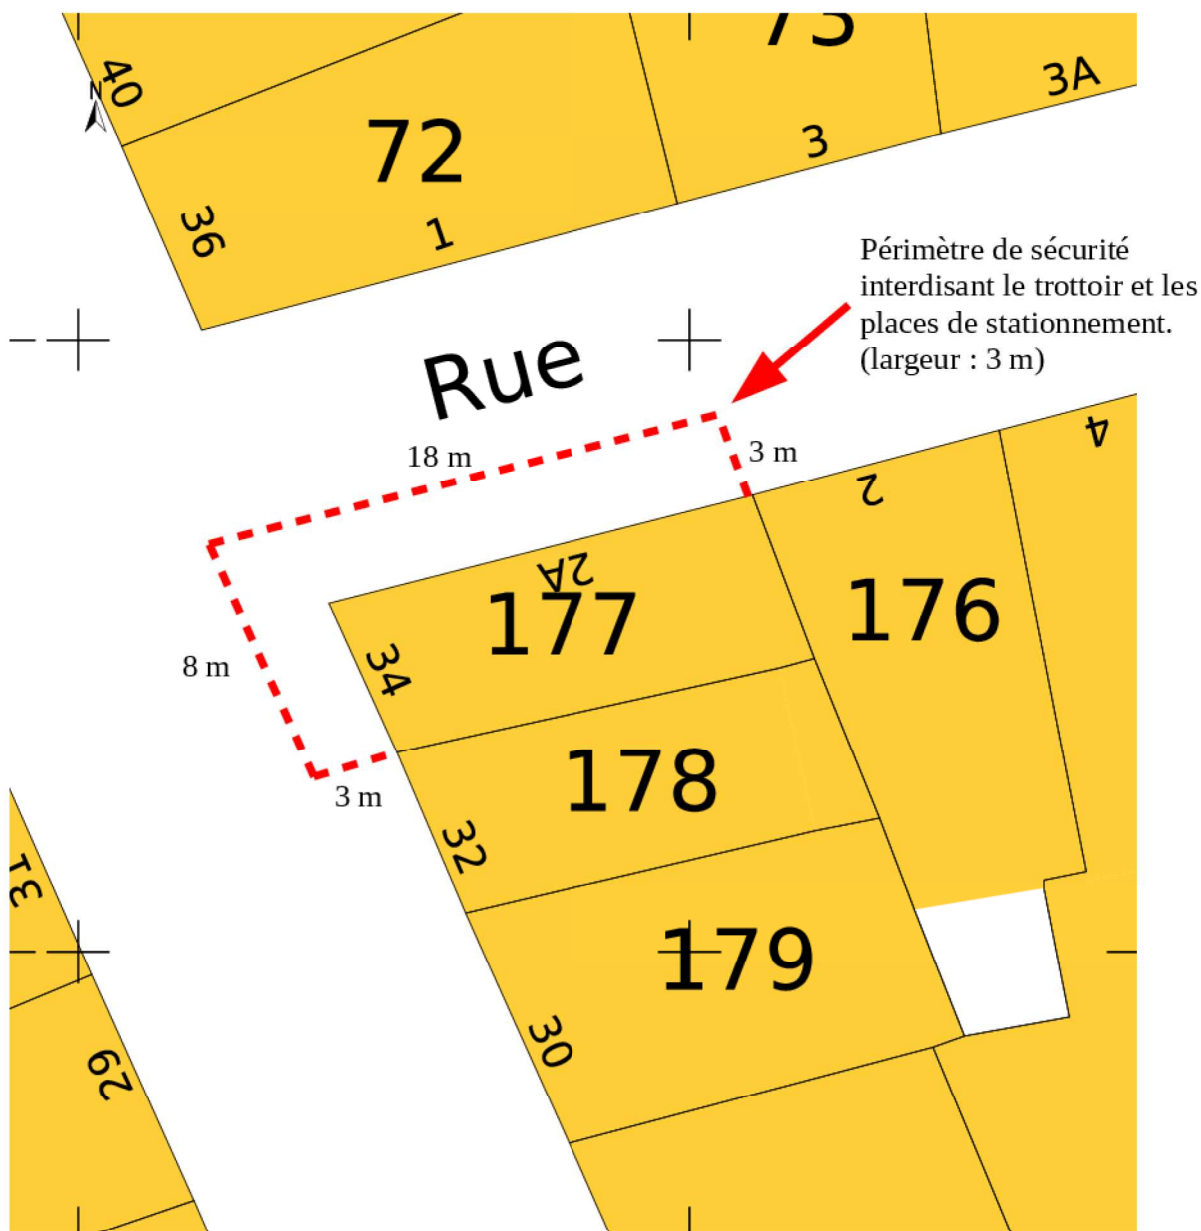 73
40
N
3A
72
3
36
1
Périmètre de sécurité
interdisant le trottoir et les
places de stationnement.
(largeur : 3 m)
Rue
18 m
3 m
4
2
2A
177
176
8 m
34
178
3 m
32
31
179
30
29